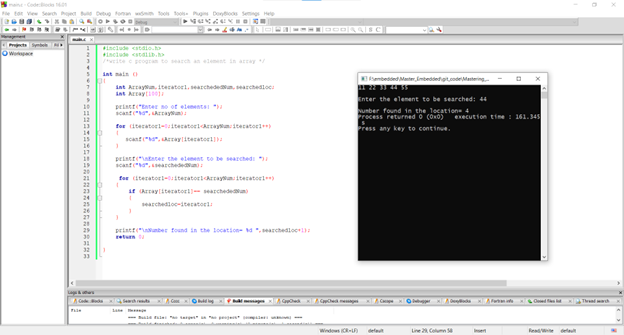 main.c - Code::Blocks 16.01
File Edit View Search Project Build Debug Fortran wxSmith Tools Tools+ Plugins DoxyBlocks Settings Help
Management
Projects Symbols
Workspace
main.c
1 #include <stdio.h>
2 #include <stdlib.h>
3 /*write C program to search an element in array */
4
5 int main ()
6 {
7 int ArrayNum,iterator1,searchededNum,searchedloc;
8 int Array[100];
9
10 printf("Enter no of elements: ");
11 scanf("%d",&ArrayNum);
12
13 for (iterator1=0;iterator1<ArrayNum;iterator1++)
14 {
15 scanf("%d",&Array[iterator1]);
16 }
17
18 printf("\nEnter the element to be searched: ");
19 scanf("%d",&searchededNum);
20
21 for (iterator1=0;iterator1<ArrayNum;iterator1++)
22 {
23 if (Array[iterator1]== searchededNum)
24 {
25 searchedloc=iterator1;
26 }
27 }
28
29 printf("\nNumber found in the location= %d ",searchedloc+1);
30 return 0;
31
32 }
33
F:\embedded\Master_Embedded\git_code\Mastering_...
11 22 33 44 55
Enter the element to be searched: 44
Number found in the location= 4
Process returned 0 (0x0) execution time : 161.345
s
Press any key to continue.
Logs & others
Code::Blocks Search results Cccc Build log Build messages CppCheck CppCheck messages Cscope Debugger DoxyBlocks Fortran info Closed files list Thread search
File Line Message
=== Build file: "no target" in "no project" (compiler: unknown) ===
Windows (CR+LF) default Line 29, Column 58 Insert Read/Write default